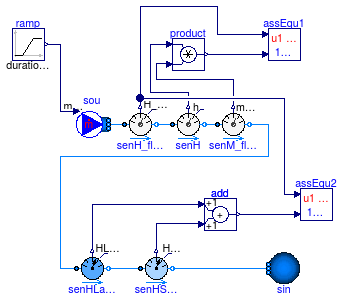 ramp
product
assEqu1
u1 ...
1...
duratio...
m
sou
H_...
h_
m...
senH_fl...
senH
senM_fl...
assEqu2
u1 ...
1...
add
+1
+
+1
HL...
H...
senHLa...
senHS...
sin